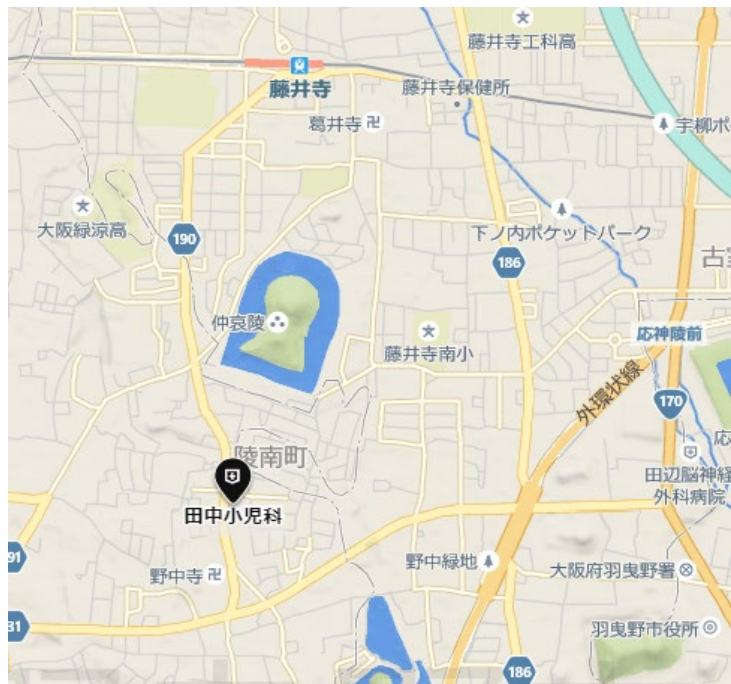 藤井寺工科高
藤井寺
藤井寺保健所
葛井寺
宇柳ポ
大阪緑涼高
190
下ノ内ポケットパーク
186
古室
仲哀陵
藤井寺南小
応神陵前
外環状線
170
陵南町
応
田辺脳神経
外科病院
田中小児科
野中寺
野中緑地
大阪府羽曳野署
91
31
羽曳野市役所
186